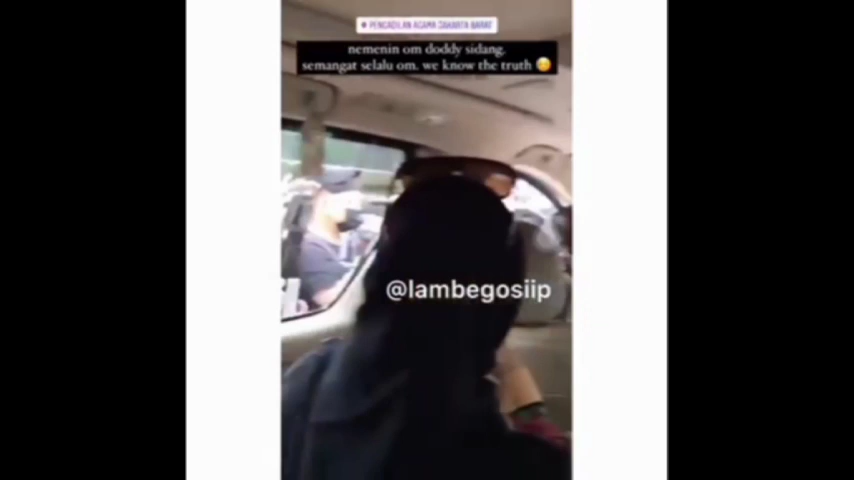 PENGADILAN AGAMA JAKARTA BARAT
nemenin om doddy sidang.
semangat selalu om. we know the truth 😊
@lambegosiip